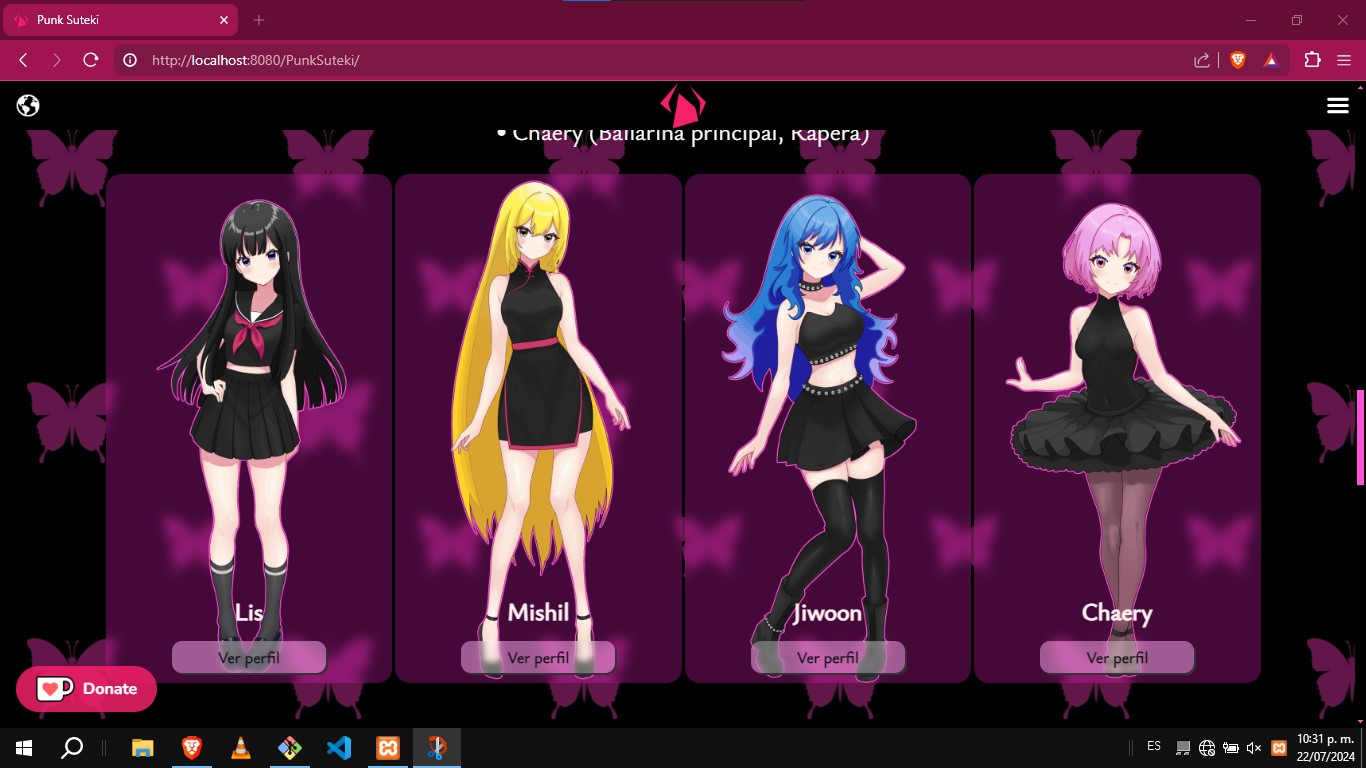 Punk Suteki
http://localhost:8080/PunkSuteki/
• Chaery (Bailarina principal, Rapera)
Lis
Mishil
Jiwoon
Chaery
Ver perfil
Ver perfil
Ver perfil
Ver perfil
Donate
ES
10:31 p. m.
22/07/2024